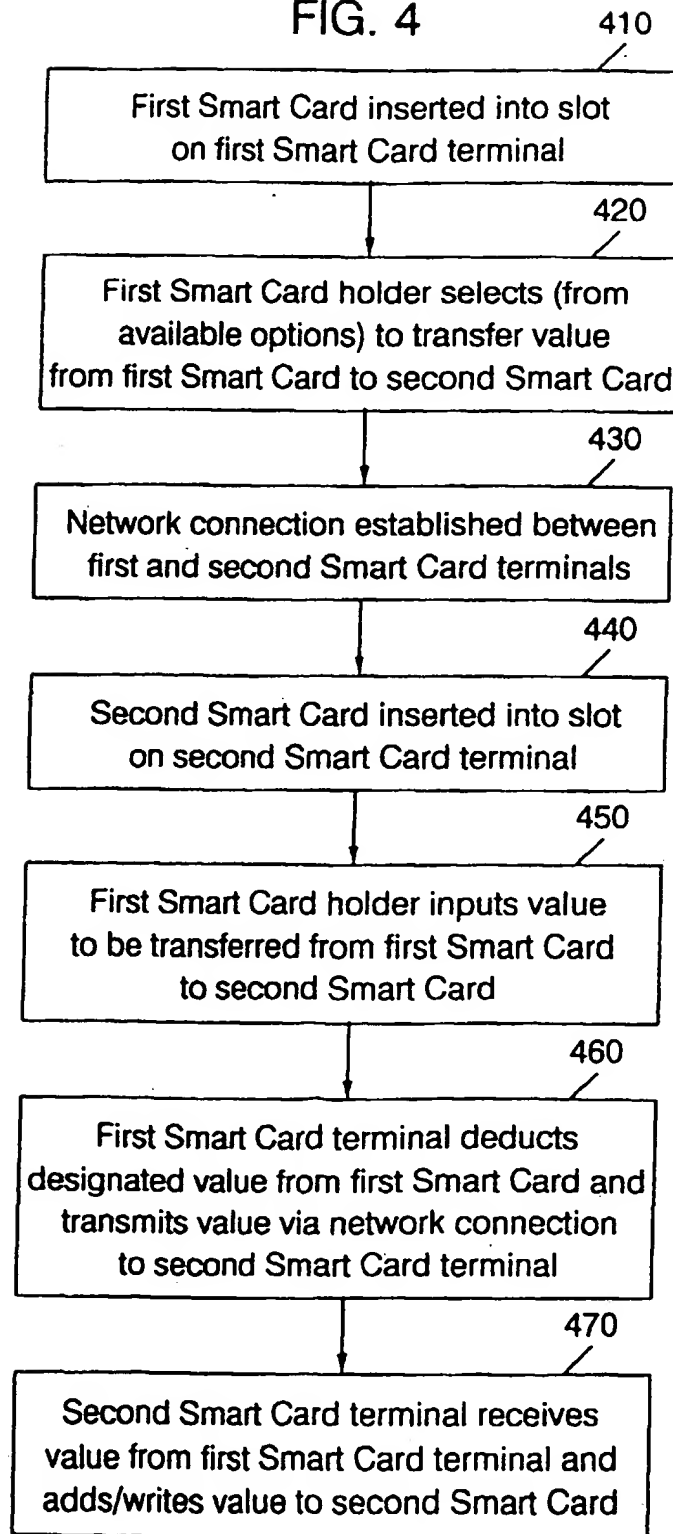 FIG. 4
410
First Smart Card inserted into slot
on first Smart Card terminal
420
First Smart Card holder selects (from
available options) to transfer value
from first Smart Card to second Smart Card
430
Network connection established between
first and second Smart Card terminals
440
Second Smart Card inserted into slot
on second Smart Card terminal
450
First Smart Card holder inputs value
to be transferred from first Smart Card
to second Smart Card
460
First Smart Card terminal deducts
designated value from first Smart Card and
transmits value via network connection
to second Smart Card terminal
470
Second Smart Card terminal receives
value from first Smart Card terminal and
adds/writes value to second Smart Card